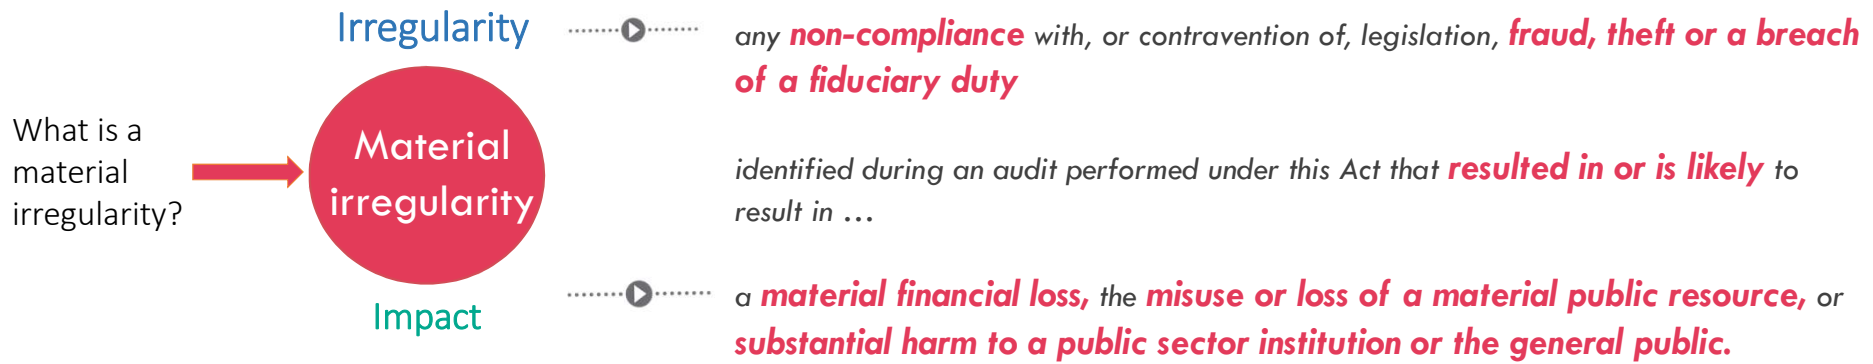 What is a
material
irregularity?
Irregularity
Material
irregularity
Impact
any non-compliance with, or contravention of, legislation, fraud, theft or a breach
of a fiduciary duty
identified during an audit performed under this Act that resulted in or is likely to
result in ...
a material financial loss, the misuse or loss of a material public resource, or
substantial harm to a public sector institution or the general public.